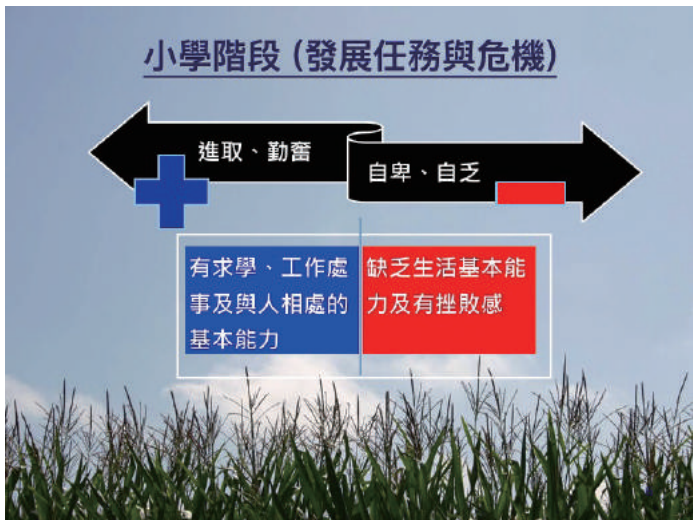 小學階段（發展任務與危機）
進取、勤奮
自卑、自乏
有求學、工作處
事及與人相處的
基本能力
缺乏生活基本能
力及有挫敗感